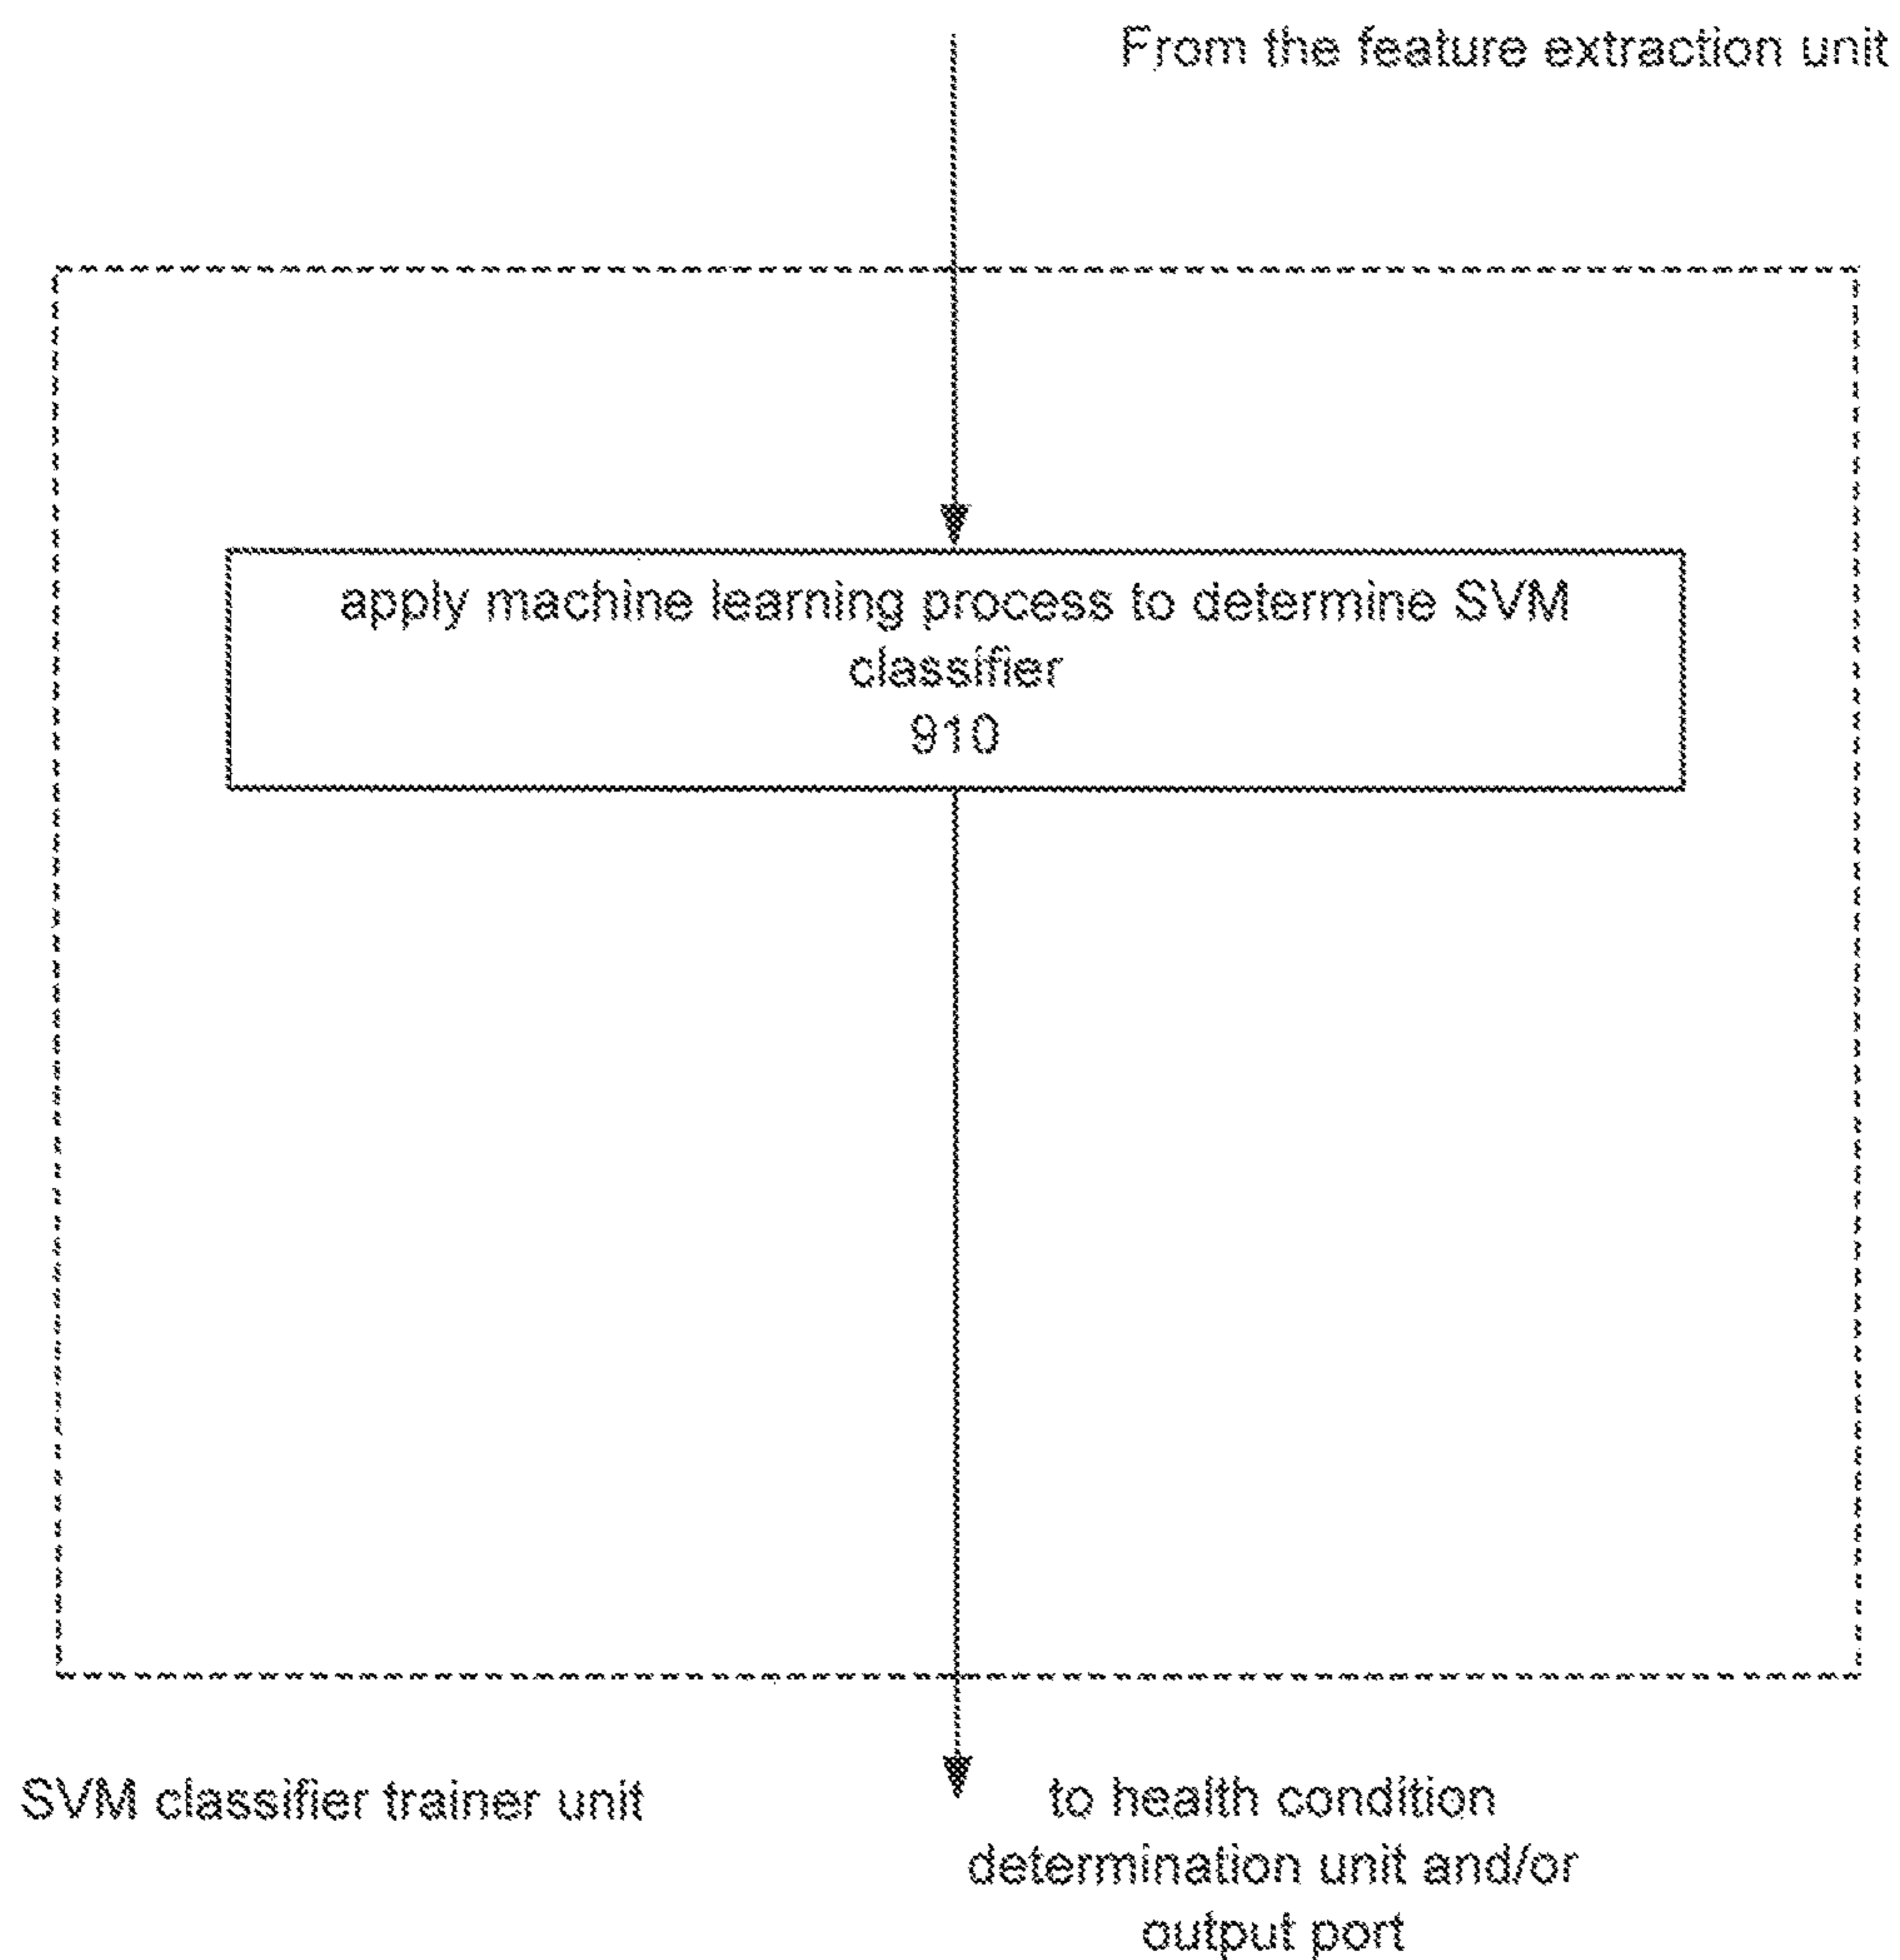 From the feature extraction unit
apply machine learning process to determine SVM
classifier
910
SVM classifier trainer unit
to health condition
determination unit and/or
output port